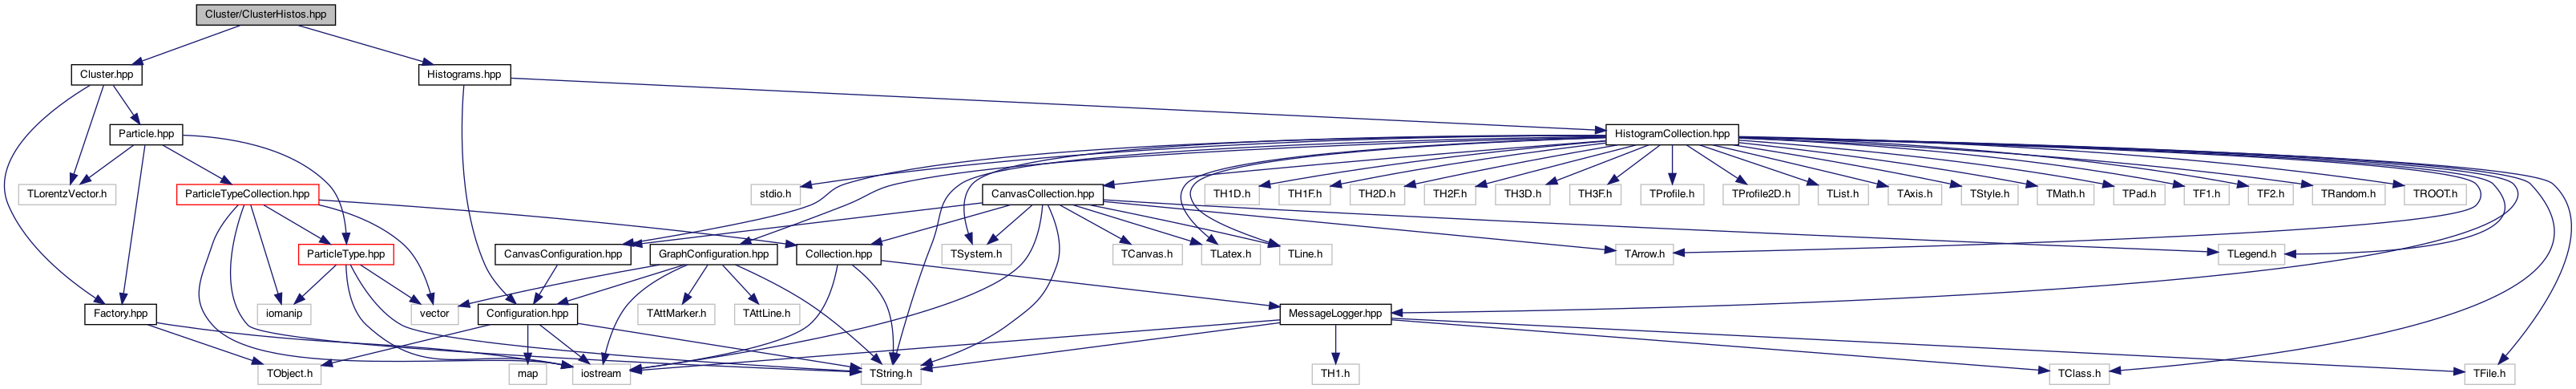 Cluster/ClusterHistos.hpp
Cluster.hpp
Histograms.hpp
Particle.hpp
HistogramCollection.hpp
TLorentzVector.h
ParticleTypeCollection.hpp
stdio.h
CanvasCollection.hpp
TH1D.h
TH1F.h
TH2D.h
TH2F.h
TH3D.h
TH3F.h
TProfile.h
TProfile2D.h
TList.h
TAxis.h
TStyle.h
TMath.h
TPad.h
TF1.h
TF2.h
TRandom.h
TROOT.h
ParticleType.hpp
CanvasConfiguration.hpp
GraphConfiguration.hpp
Collection.hpp
TSystem.h
TCanvas.h
TLatex.h
TLine.h
TArrow.h
TLegend.h
Factory.hpp
iomanip
vector
Configuration.hpp
TAttMarker.h
TAttLine.h
MessageLogger.hpp
TObject.h
map
iostream
TString.h
TH1.h
TClass.h
TFile.h